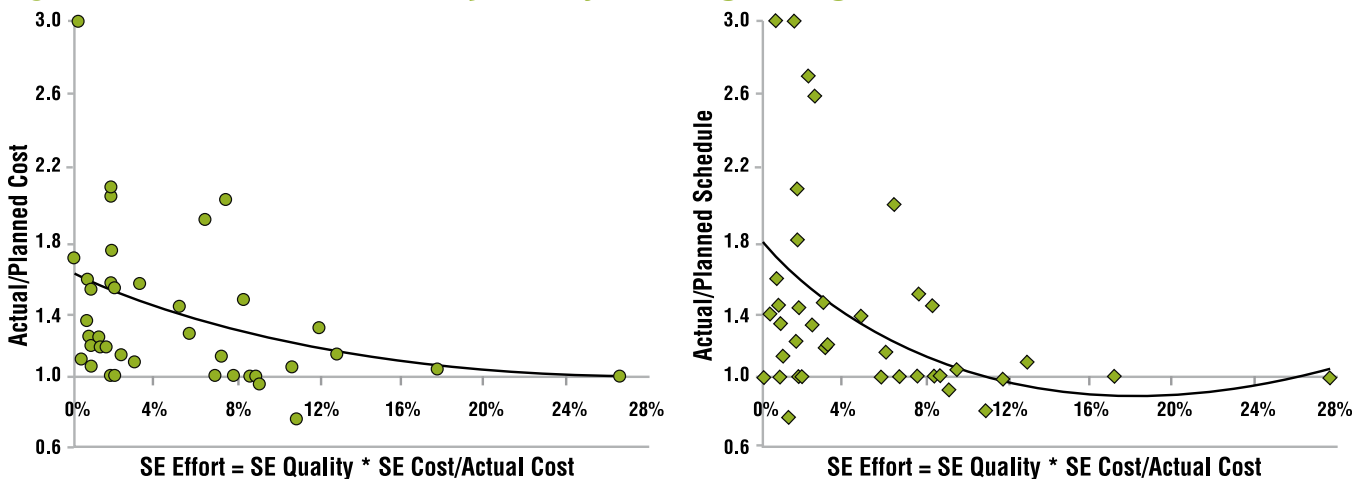 3.0
2.6
2.2
1.8
1.4
1.0
0.6
Actual/Planned Cost
0% 4% 8% 12% 16% 20% 24% 28%
SE Effort = SE Quality * SE Cost/Actual Cost
3.0
2.6
2.2
1.8
1.4
1.0
0.6
Actual/Planned Schedule
0% 4% 8% 12% 16% 20% 24% 28%
SE Effort = SE Quality * SE Cost/Actual Cost